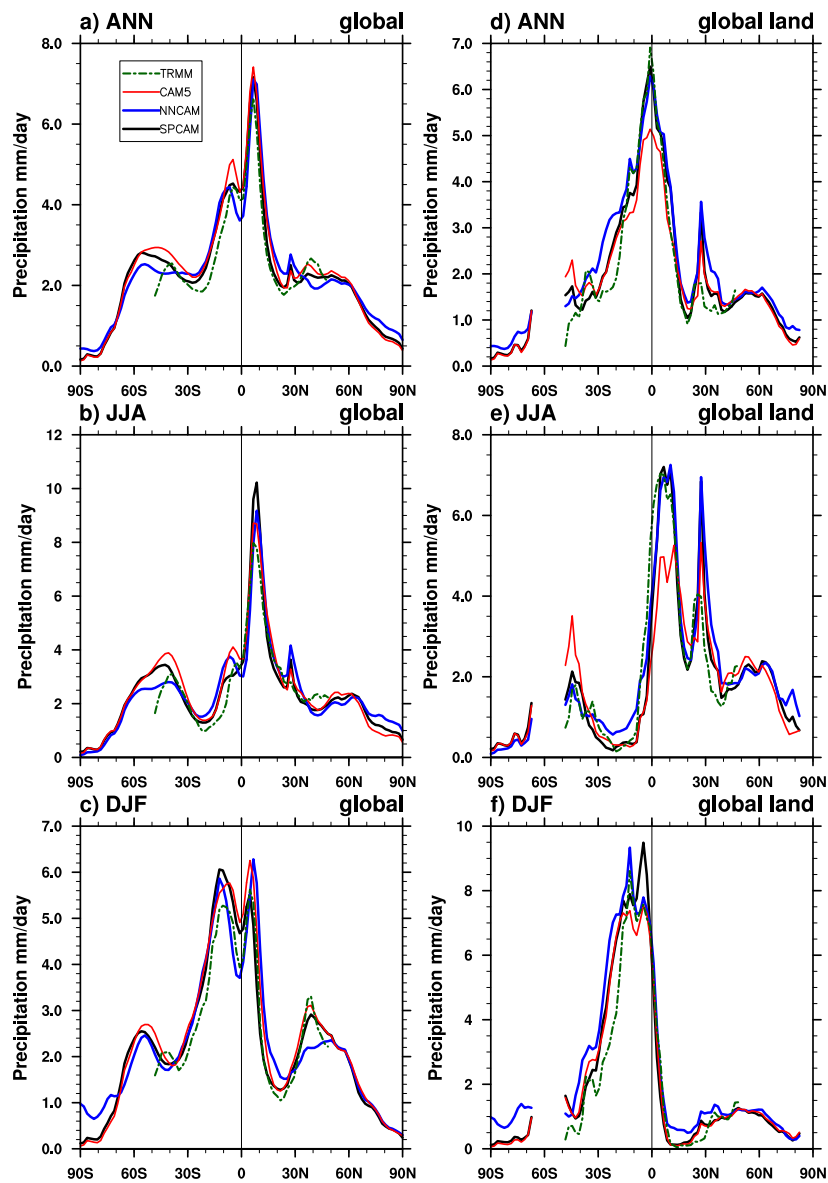 a) ANN global
8.0
6.0
4.0
2.0
0.0
Precipitation mm/day
TRMM
CAM5
NNCAM
SPCAM
90S 60S 30S 0 30N 60N 90N
d) ANN global land
7.0
6.0
5.0
4.0
3.0
2.0
1.0
0.0
Precipitation mm/day
90S 60S 30S 0 30N 60N 90N
b) JJA global
12
10
8
6
4
2
0
Precipitation mm/day
90S 60S 30S 0 30N 60N 90N
e) JJA global land
8.0
6.0
4.0
2.0
0.0
Precipitation mm/day
90S 60S 30S 0 30N 60N 90N
c) DJF global
7.0
6.0
5.0
4.0
3.0
2.0
1.0
0.0
Precipitation mm/day
90S 60S 30S 0 30N 60N 90N
f) DJF global land
10
8
6
4
2
0
Precipitation mm/day
90S 60S 30S 0 30N 60N 90N